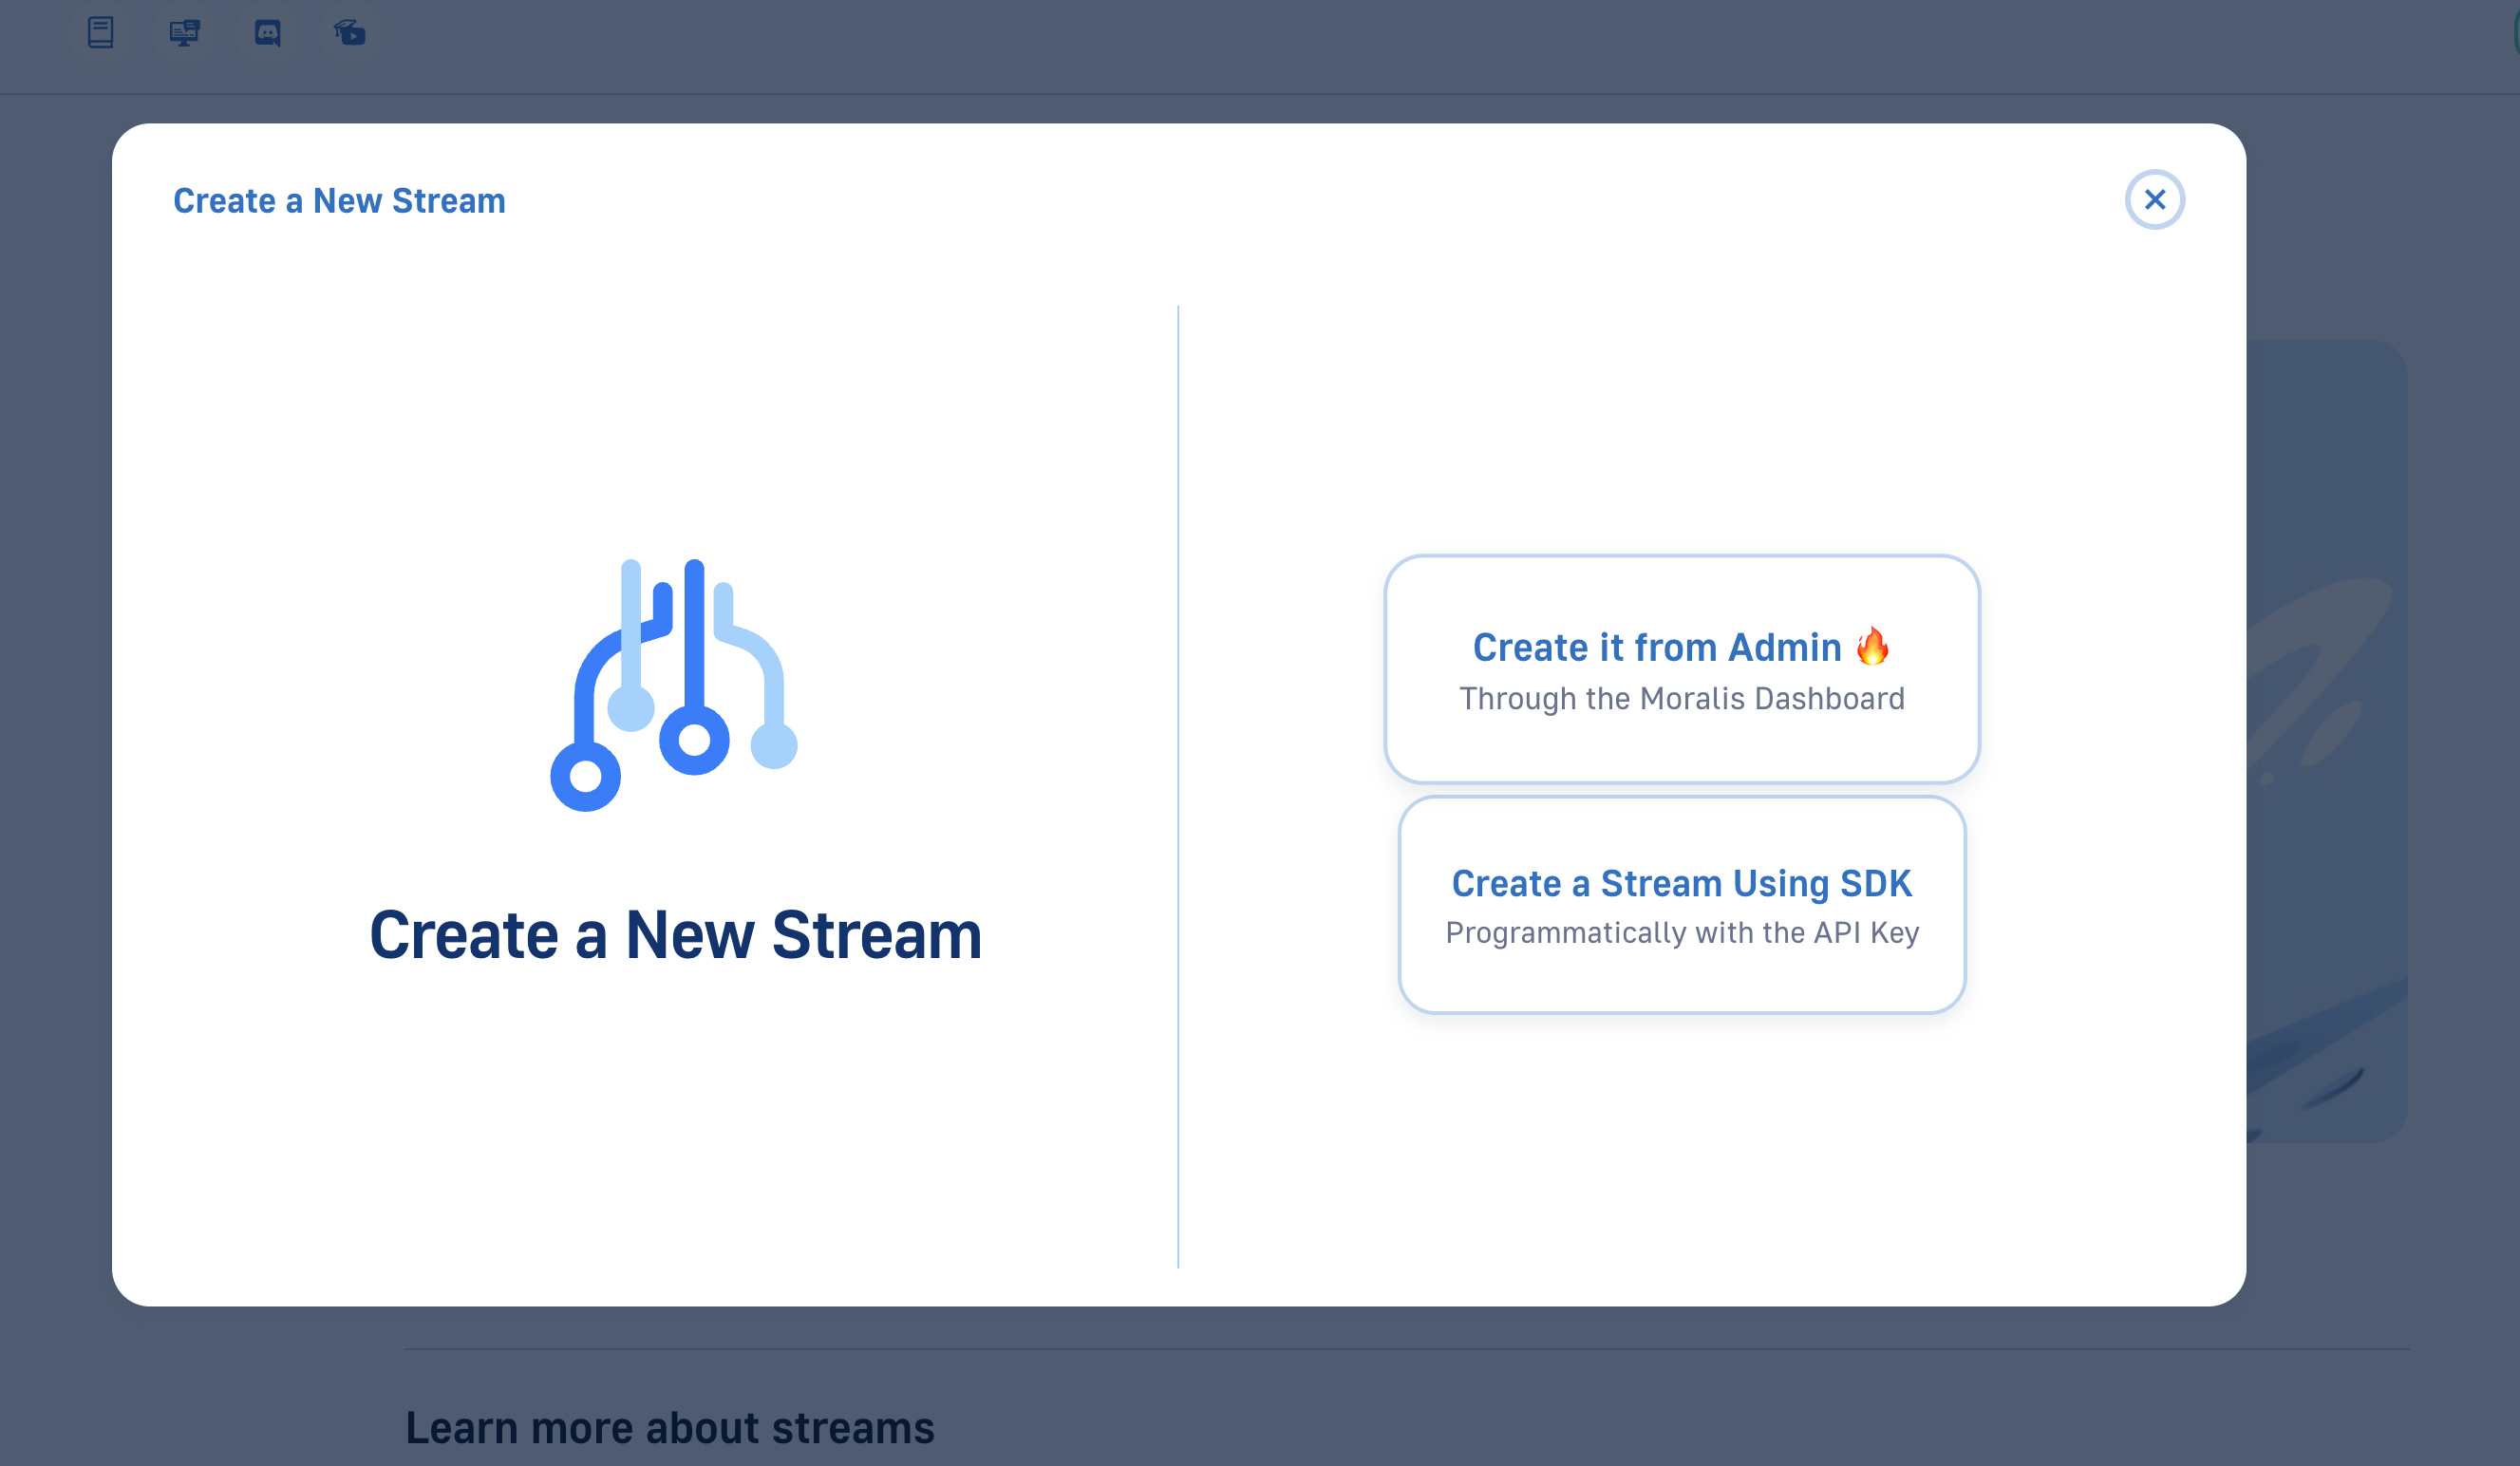 Create a New Stream
Create a New Stream
Create it from Admin 🔥
Through the Moralis Dashboard
Create a Stream Using SDK
Programmatically with the API Key
Learn more about streams